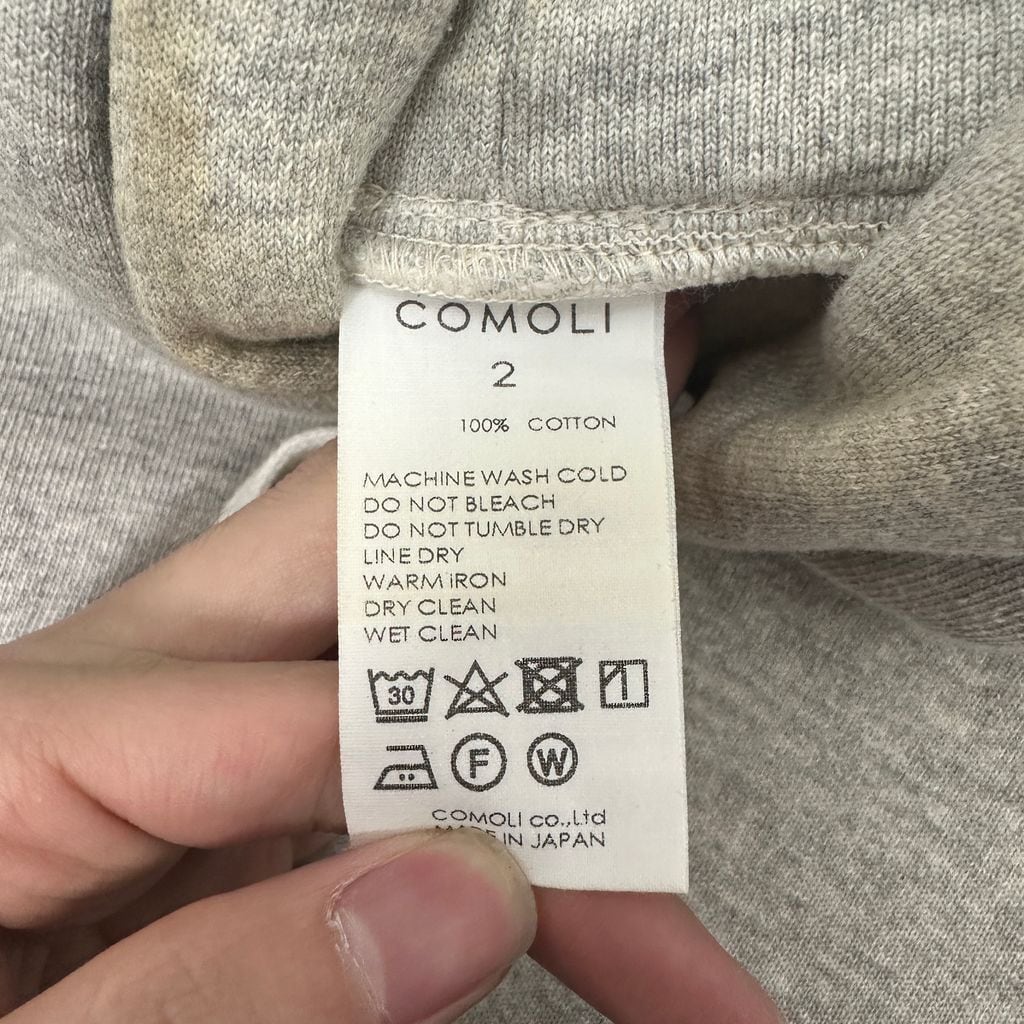 COMOLI
2
100% COTTON
MACHINE WASH COLD
DO NOT BLEACH
DO NOT TUMBLE DRY
LINE DRY
WARM IRON
DRY CLEAN
WET CLEAN
30
F W
COMOLI co.,Ltd
MADE IN JAPAN